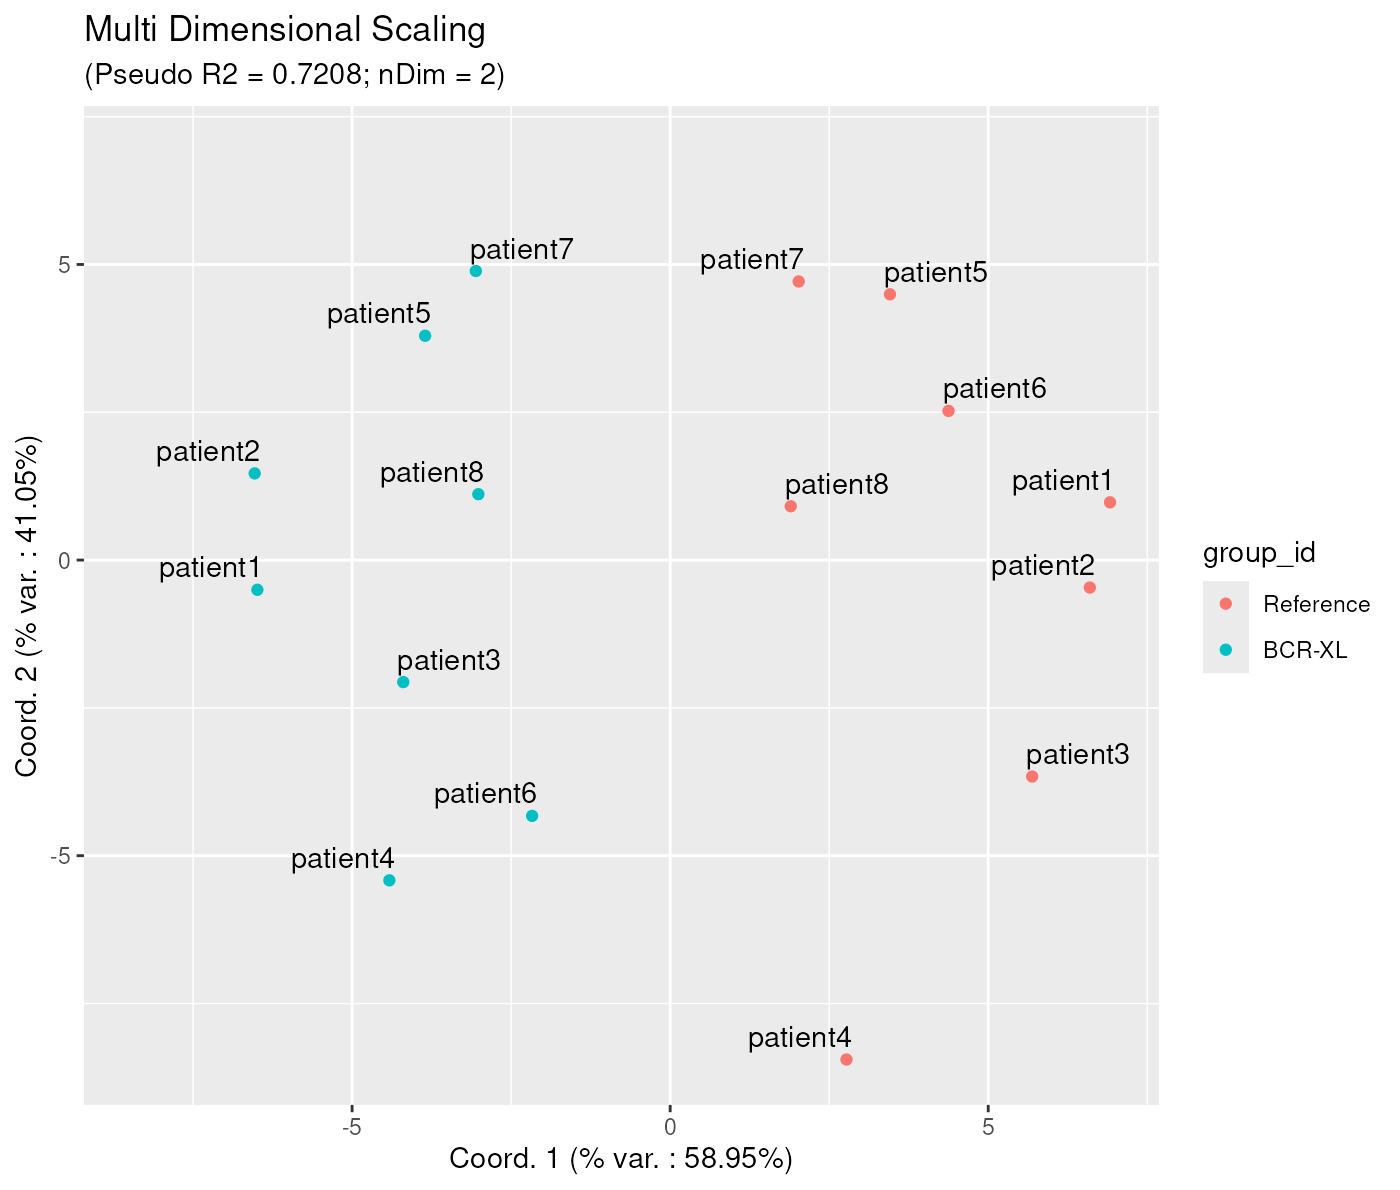 Multi Dimensional Scaling
(Pseudo R2 = 0.7208; nDim = 2)
patient7
patient7
patient5
patient5
patient6
patient2
patient8
patient8
patient1
patient1
patient2
patient3
patient3
patient6
patient4
patient4
5
0
-5
-5
0
5
Coord. 1 (% var. : 58.95%)
Coord. 2 (% var. : 41.05%)
group_id
Reference
BCR-XL